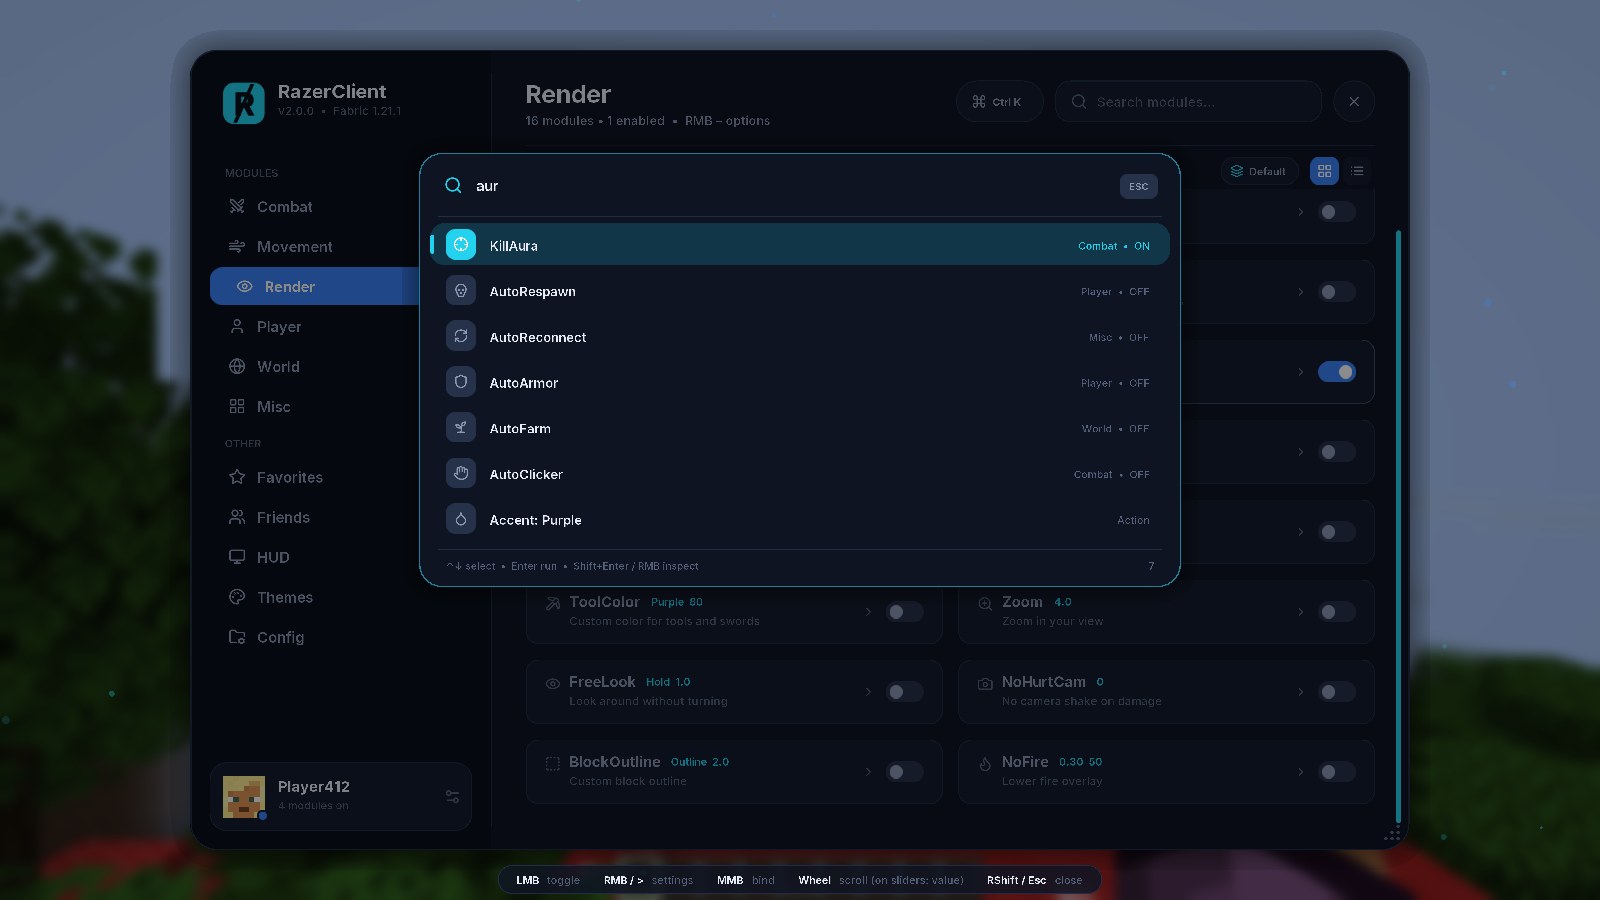 RazerClient
v2.0.0 • Fabric 1.21.1
MODULES
Combat
Movement
Render
Player
World
Misc
OTHER
Favorites
Friends
HUD
Themes
Config
Player412
4 modules on
Render
16 modules • 1 enabled • RMB – options
⌘ Ctrl K
Search modules...
Default
aur
ESC
KillAura Combat • ON
AutoRespawn Player • OFF
AutoReconnect Misc • OFF
AutoArmor Player • OFF
AutoFarm World • OFF
AutoClicker Combat • OFF
Accent: Purple Action
^↓ select • Enter run • Shift+Enter / RMB inspect 7
ToolColor Purple 80
Custom color for tools and swords
Zoom 4.0
Zoom in your view
FreeLook Hold 1.0
Look around without turning
NoHurtCam 0
No camera shake on damage
BlockOutline Outline 2.0
Custom block outline
NoFire 0.30 50
Lower fire overlay
LMB toggle RMB / > settings MMB bind Wheel scroll (on sliders: value) RShift / Esc close